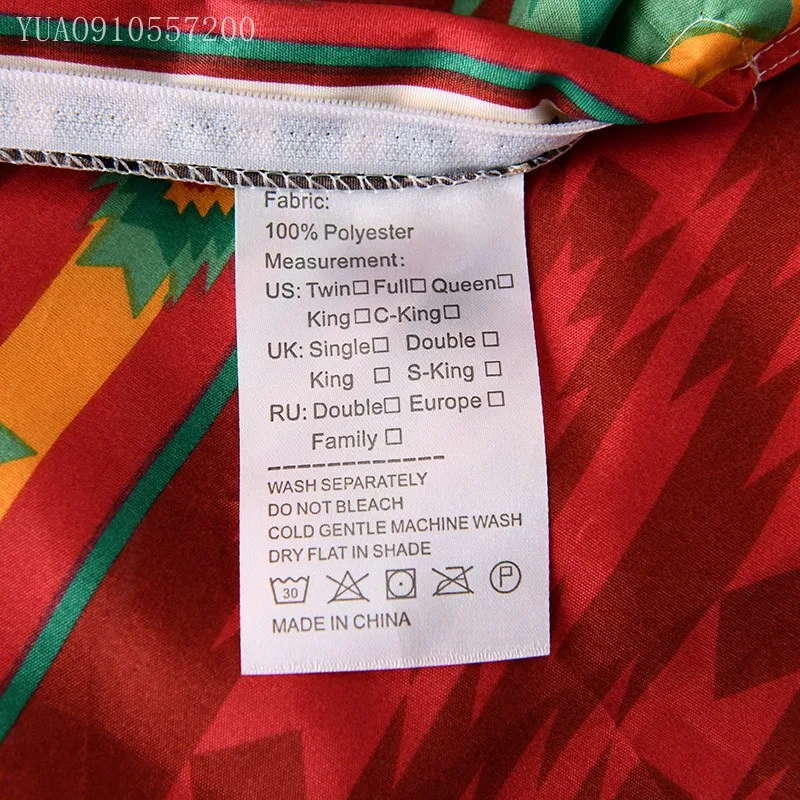 YUA0910557200
Fabric:
100% Polyester
Measurement:
US: Twin☐ Full☐ Queen☐
King☐ C-King☐
UK: Single☐ Double ☐
King ☐ S-King ☐
RU: Double☐ Europe ☐
Family ☐
WASH SEPARATELY
DO NOT BLEACH
COLD GENTLE MACHINE WASH
DRY FLAT IN SHADE
30 P
MADE IN CHINA